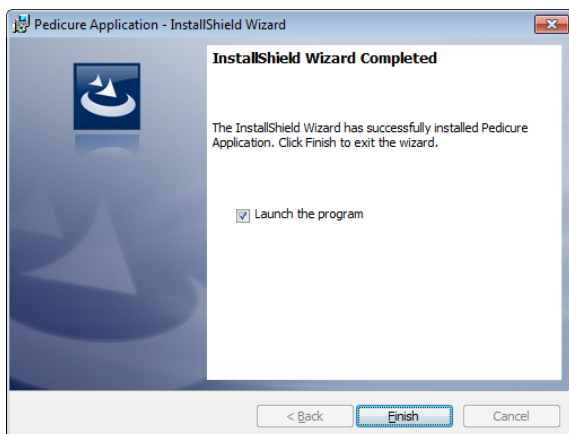 Pedicure Application - InstallShield Wizard
InstallShield Wizard Completed
The InstallShield Wizard has successfully installed Pedicure
Application. Click Finish to exit the wizard.
Launch the program
< Back
Finish
Cancel